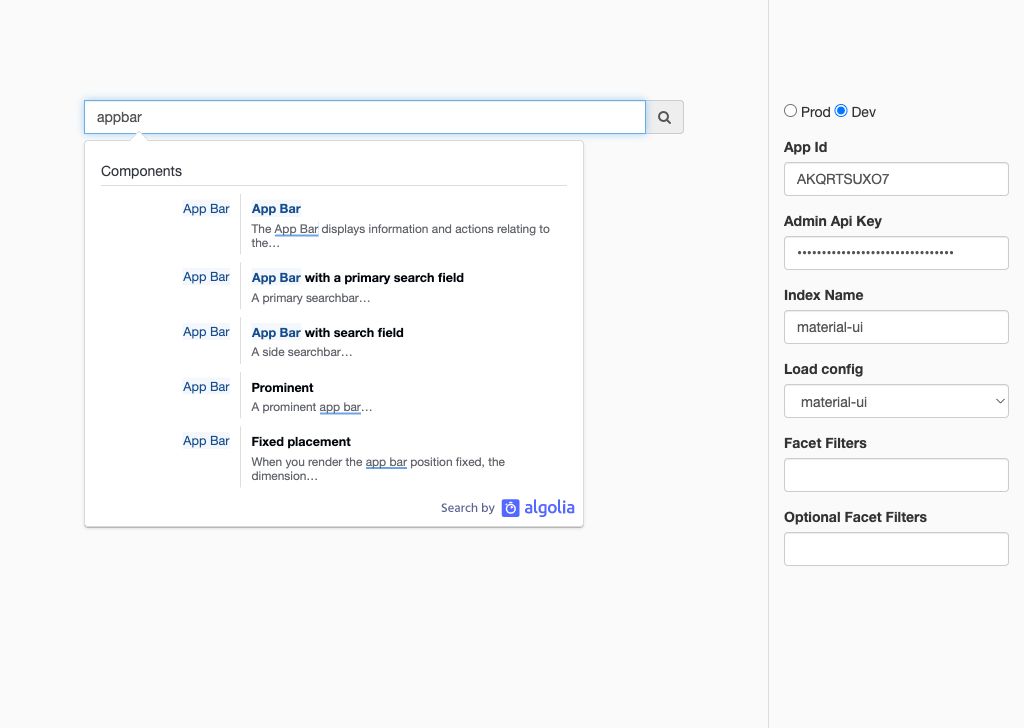 appbar
Components
App Bar
App Bar
The App Bar displays information and actions relating to
the…
App Bar
App Bar with a primary search field
A primary searchbar…
App Bar
App Bar with search field
A side searchbar…
App Bar
Prominent
A prominent app bar…
App Bar
Fixed placement
When you render the app bar position fixed, the
dimension…
Search by algolia
Prod Dev
App Id
AKQRTSUXO7
Admin Api Key
••••••••••••••••••••••••••••••••
Index Name
material-ui
Load config
material-ui
Facet Filters
Optional Facet Filters